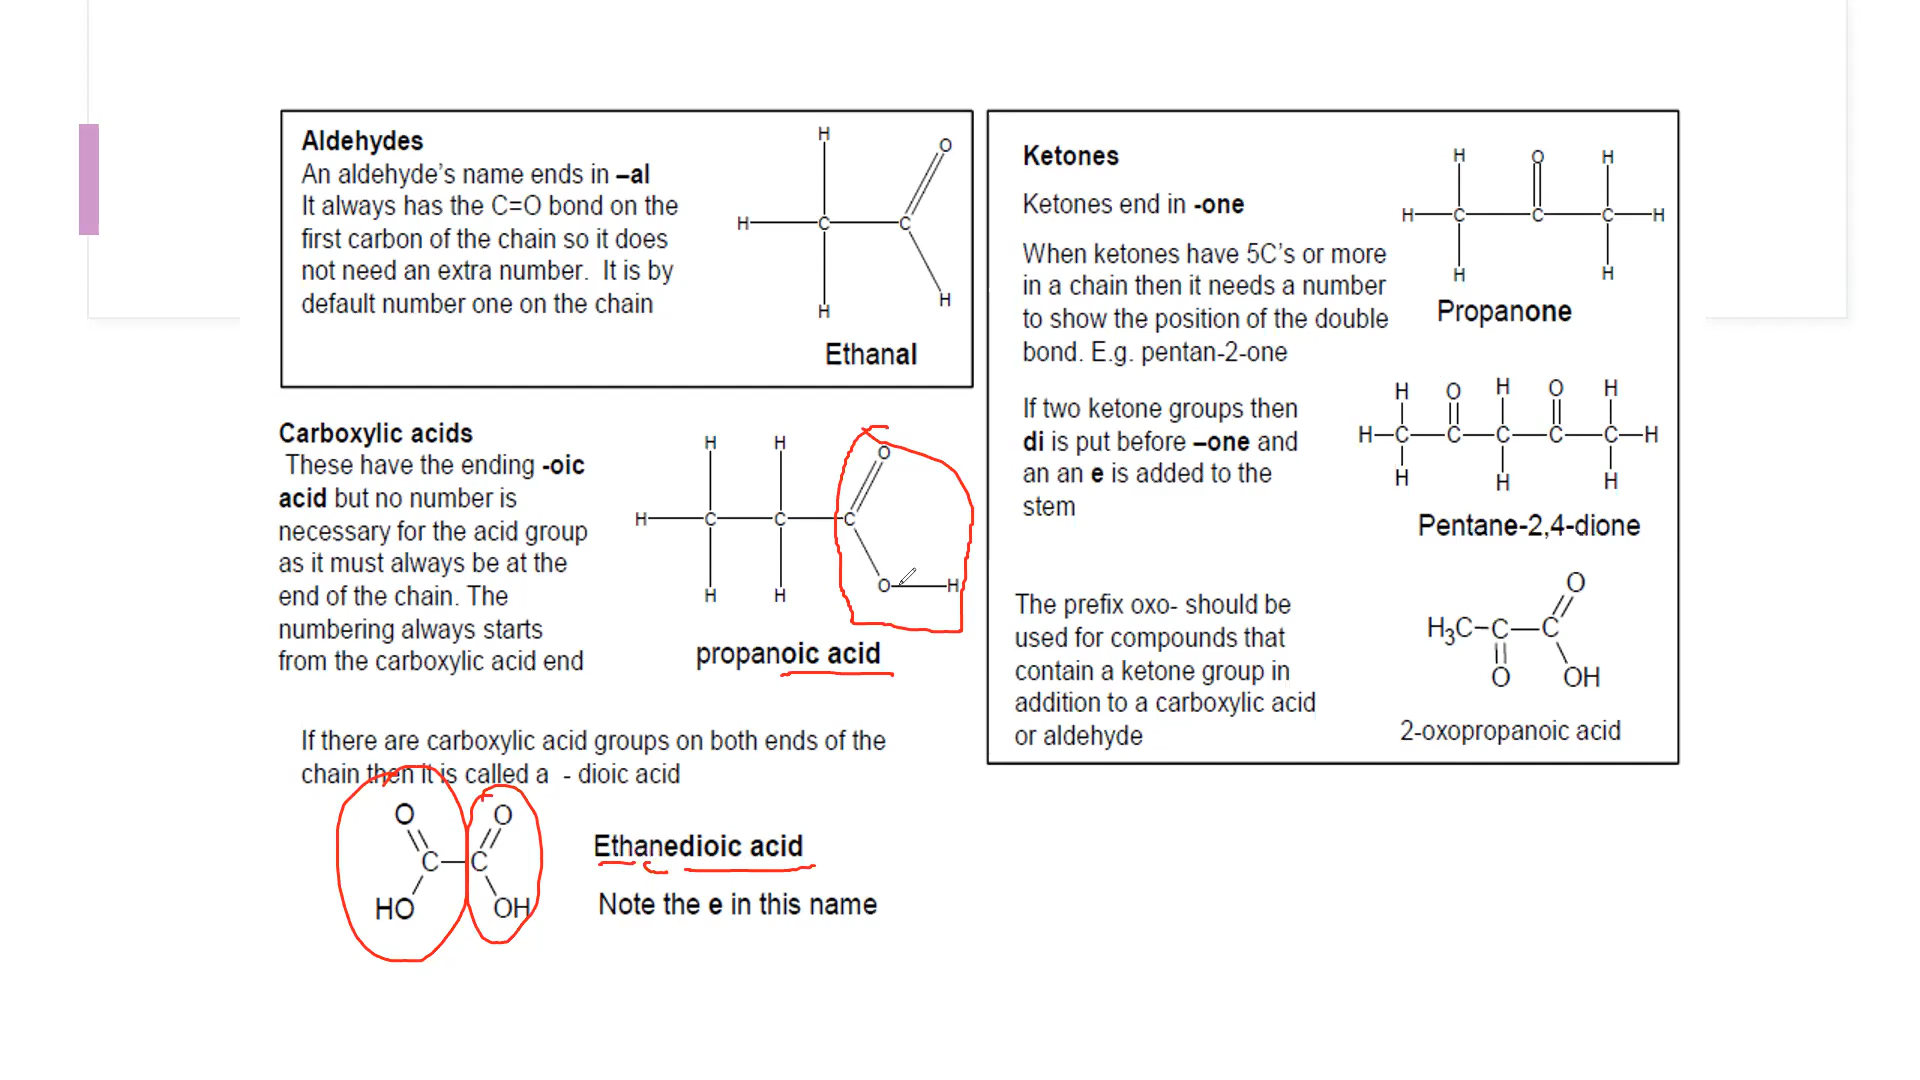 Aldehydes
An aldehyde's name ends in –al
It always has the C=O bond on the
first carbon of the chain so it does
not need an extra number. It is by
default number one on the chain
H
O
H
C
C
H
H
Ethanal
Carboxylic acids
These have the ending -oic
acid but no number is
necessary for the acid group
as it must always be at the
end of the chain. The
numbering always starts
from the carboxylic acid end
H H O
H C C C
O H
H H
propanoic acid
If there are carboxylic acid groups on both ends of the
chain then it is called a - dioic acid
O O
C C
HO OH
Ethanedioic acid
Note the e in this name
Ketones
Ketones end in -one
When ketones have 5C's or more
in a chain then it needs a number
to show the position of the double
bond. E.g. pentan-2-one
H O H
H C C C H
H H
Propanone
If two ketone groups then
di is put before –one and
an an e is added to the
stem
H O H O H
H C C C C C H
H H H
Pentane-2,4-dione
The prefix oxo- should be
used for compounds that
contain a ketone group in
addition to a carboxylic acid
or aldehyde
O
H3C C C
O OH
2-oxopropanoic acid